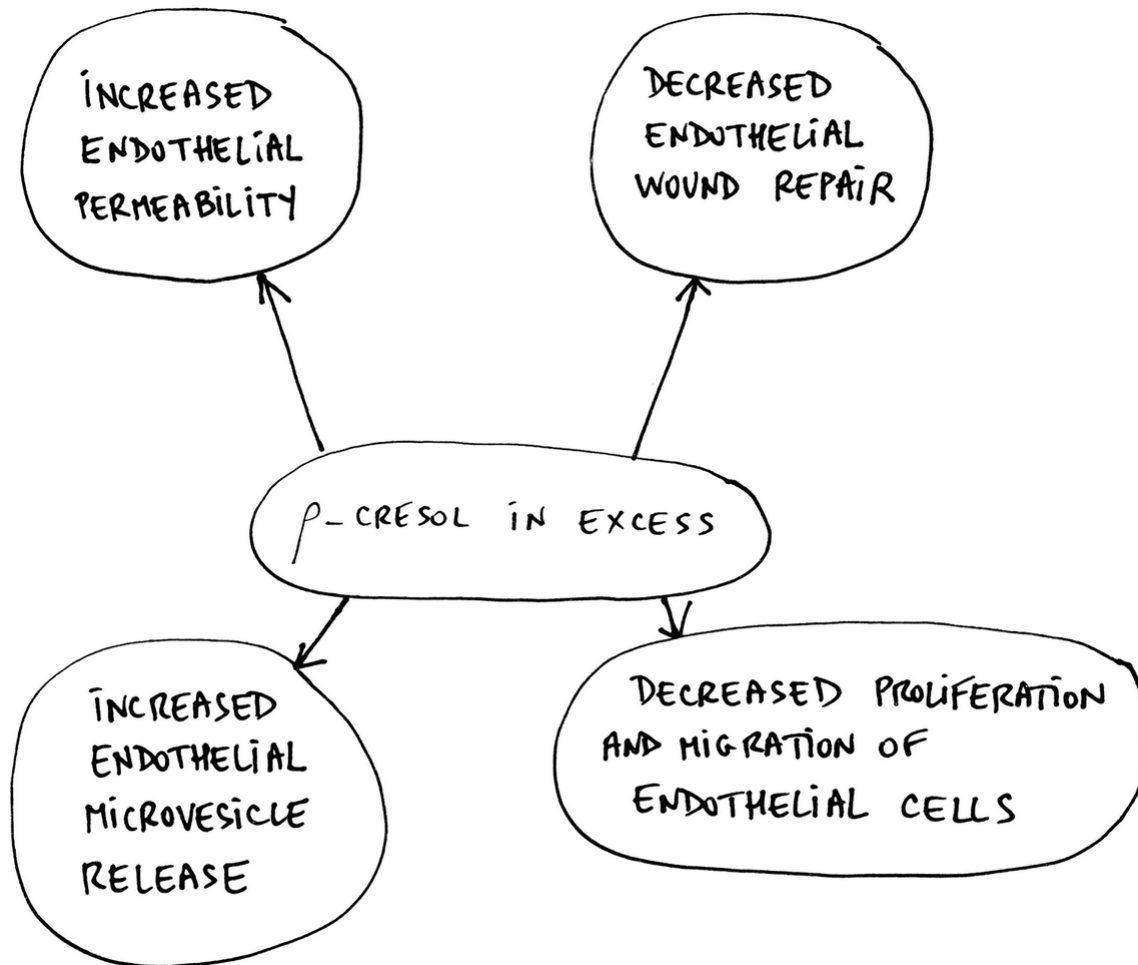 INCREASED
ENDOTHELIAL
PERMEABILITY
DECREASED
ENDOTHELIAL
WOUND REPAIR
p-CRESOL IN EXCESS
INCREASED
ENDOTHELIAL
MICROVESICLE
RELEASE
DECREASED PROLIFERATION
AND MIGRATION OF
ENDOTHELIAL CELLS